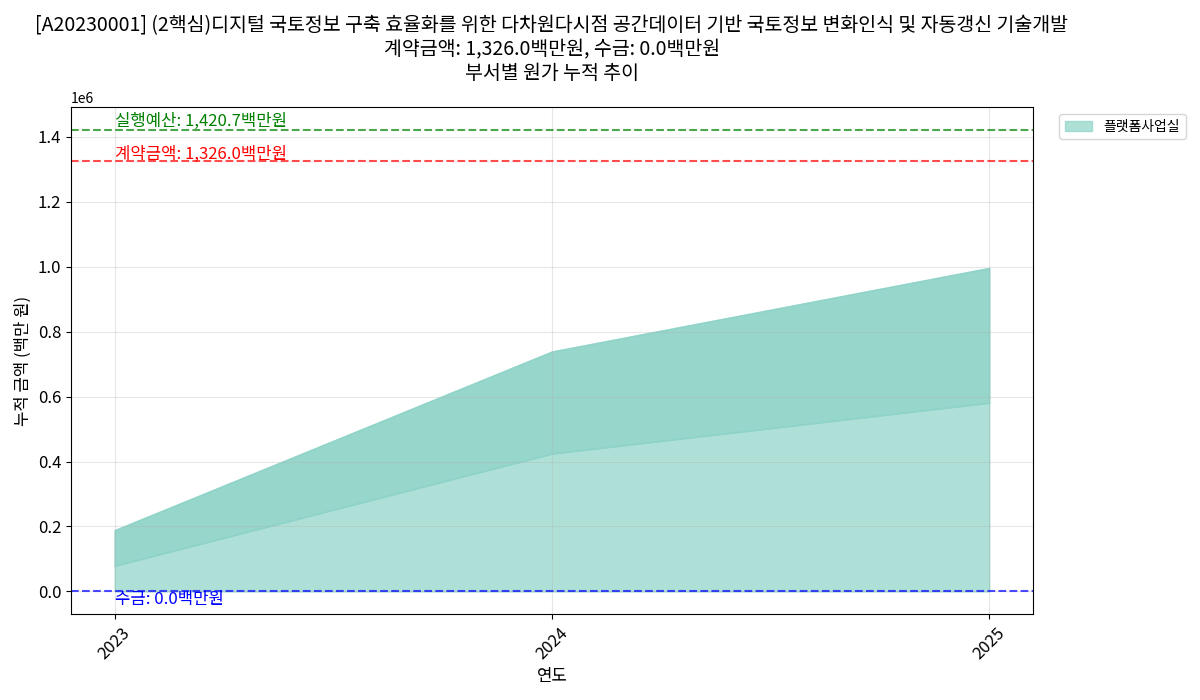 [A20230001] (2핵심)디지털 국토정보 구축 효율화를 위한 다차원다시점 공간데이터 기반 국토정보 변화인식 및 자동갱신 기술개발
계약금액: 1,326.0백만원, 수금: 0.0백만원
부서별 원가 누적 추이
1e6
실행예산: 1,420.7백만원
플랫폼사업실
1.4
계약금액: 1,326.0백만원
1.2
1.0
0.8
누적 금액 (백만 원)
0.6
0.4
0.2
0.0
수금: 0.0백만원
2023
2024
2025
연도